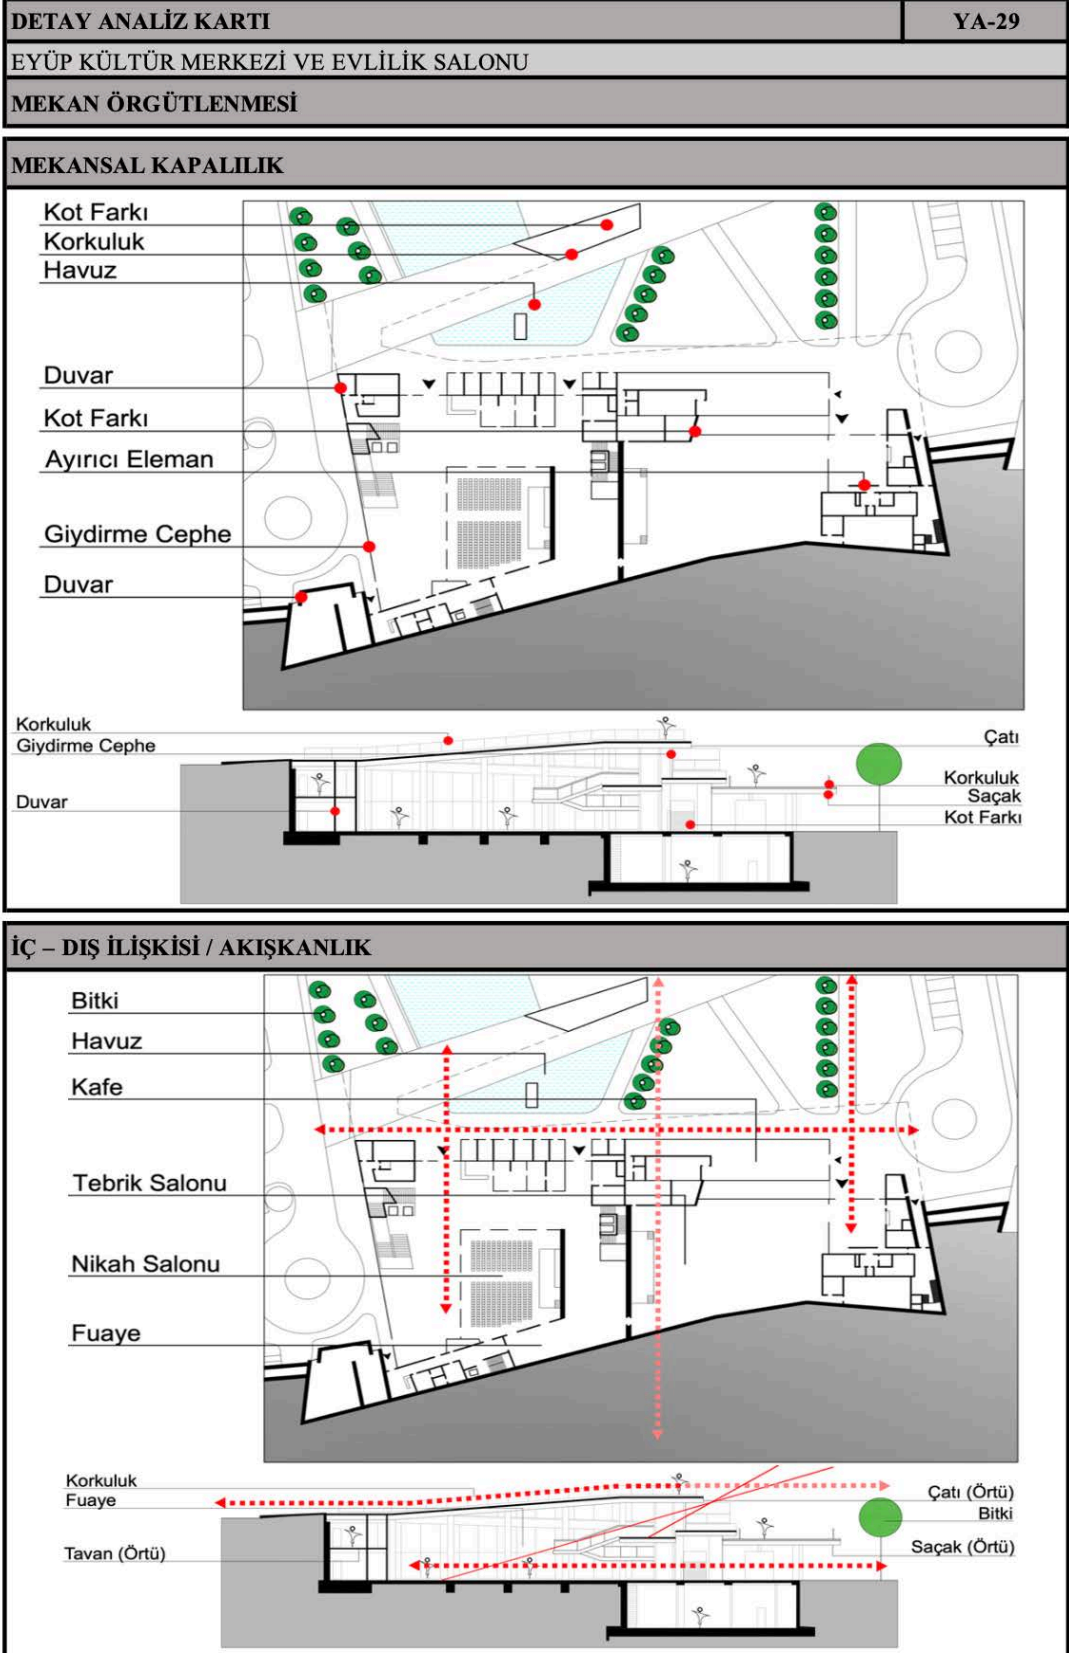 DETAY ANALİZ KARTI YA-29
EYÜP KÜLTÜR MERKEZİ VE EVLİLİK SALONU
MEKAN ÖRGÜTLENMESİ
MEKANSAL KAPALILIK
Kot Farkı
Korkuluk
Havuz
Duvar
Kot Farkı
Ayırıcı Eleman
Giydirme Cephe
Duvar
Korkuluk
Giydirme Cephe
Duvar
Çatı
Korkuluk
Saçak
Kot Farkı
İÇ – DIŞ İLİŞKİSİ / AKIŞKANLIK
Bitki
Havuz
Kafe
Tebrik Salonu
Nikah Salonu
Fuaye
Korkuluk
Fuaye
Tavan (Örtü)
Çatı (Örtü)
Bitki
Saçak (Örtü)